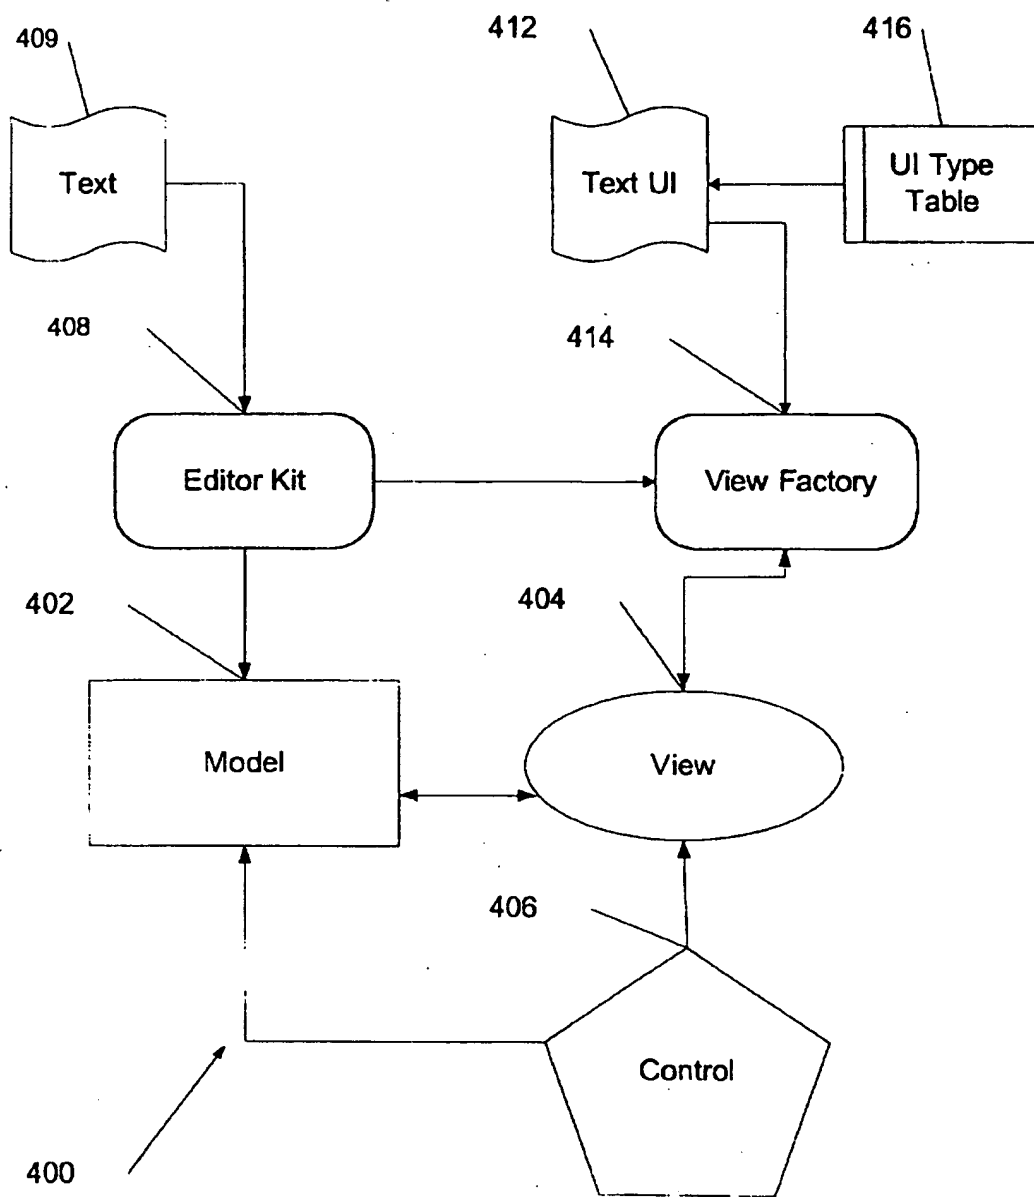 409
412
416
Text
Text UI
UI Type
Table
408
414
Editor Kit
View Factory
402
404
Model
View
406
Control
400